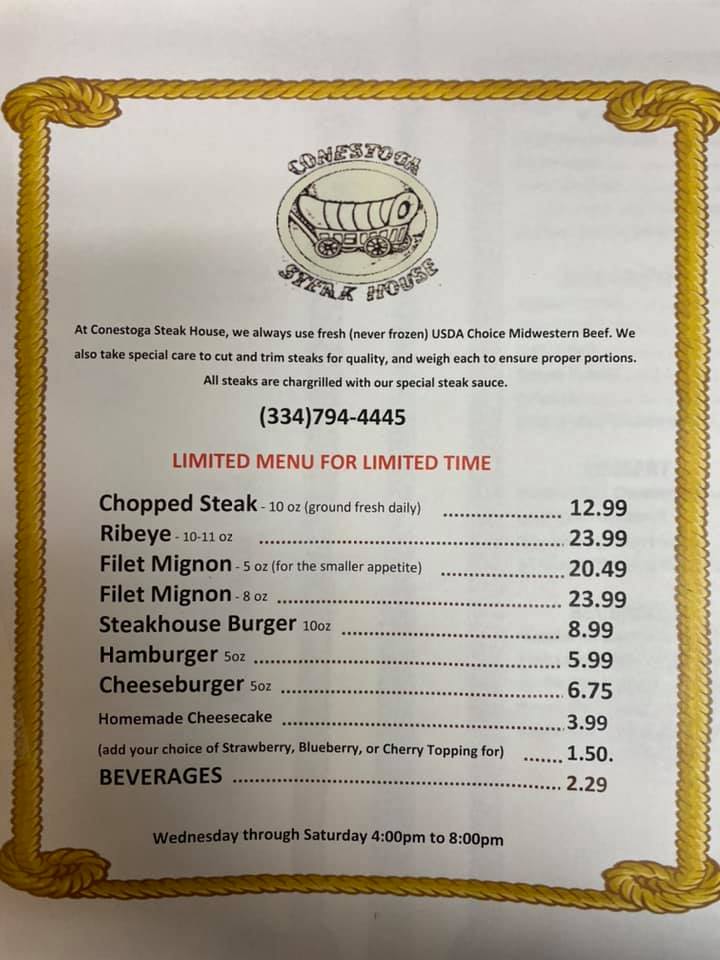 CONESTOGA
STEAK HOUSE
At Conestoga Steak House, we always use fresh (never frozen) USDA Choice Midwestern Beef. We
also take special care to cut and trim steaks for quality, and weigh each to ensure proper portions.
All steaks are chargrilled with our special steak sauce.
(334)794-4445
LIMITED MENU FOR LIMITED TIME
Chopped Steak - 10 oz (ground fresh daily) ..................... 12.99
Ribeye - 10-11 oz ..................................................... 23.99
Filet Mignon - 5 oz (for the smaller appetite) ..................... 20.49
Filet Mignon - 8 oz .................................................. 23.99
Steakhouse Burger 10oz ...................................... 8.99
Hamburger 5oz ...................................................... 5.99
Cheeseburger 5oz .................................................. 6.75
Homemade Cheesecake ..................................................3.99
(add your choice of Strawberry, Blueberry, or Cherry Topping for) .......1.50.
BEVERAGES .......................................................... 2.29
Wednesday through Saturday 4:00pm to 8:00pm